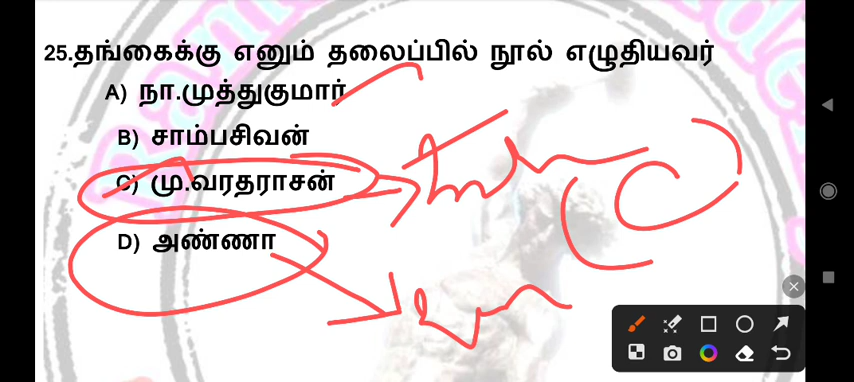 25.தங்கைக்கு எனும் தலைப்பில் நூல் எழுதியவர்
A) நா.முத்துகுமார்
B) சாம்பசிவன்
C) மு.வரதராசன்
D) அண்ணா